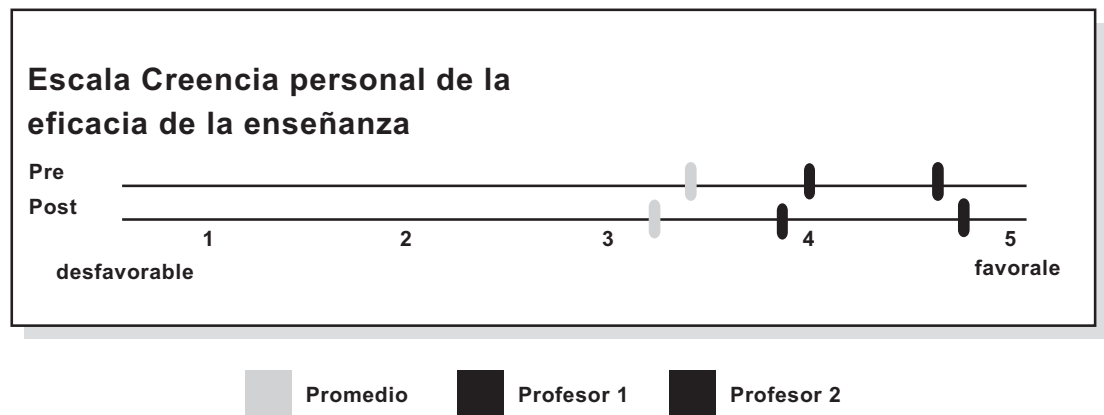 Escala Creencia personal de la
eficacia de la enseñanza
Pre
Post
1 2 3 4 5
desfavorable favorale
Promedio Profesor 1 Profesor 2